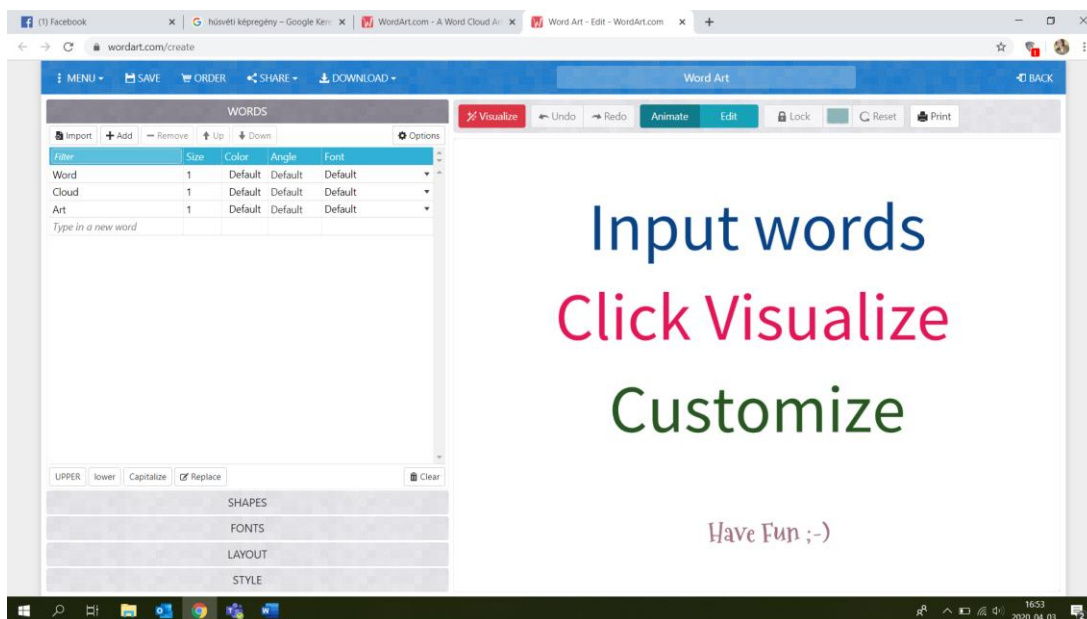 (1) Facebook
húsvéti képregény – Google Kere
WordArt.com - A Word Cloud Ar
Word Art - Edit - WordArt.com
wordart.com/create
MENU SAVE ORDER SHARE DOWNLOAD
Word Art
BACK
WORDS
Import Add Remove Up Down Options
Filter Size Color Angle Font
Word 1 Default Default Default
Cloud 1 Default Default Default
Art 1 Default Default Default
Type in a new word
UPPER lower Capitalize Replace Clear
SHAPES
FONTS
LAYOUT
STYLE
Visualize Undo Redo Animate Edit Lock Reset Print
Input words
Click Visualize
Customize
Have Fun ;-)
16:53
2020. 04. 03.